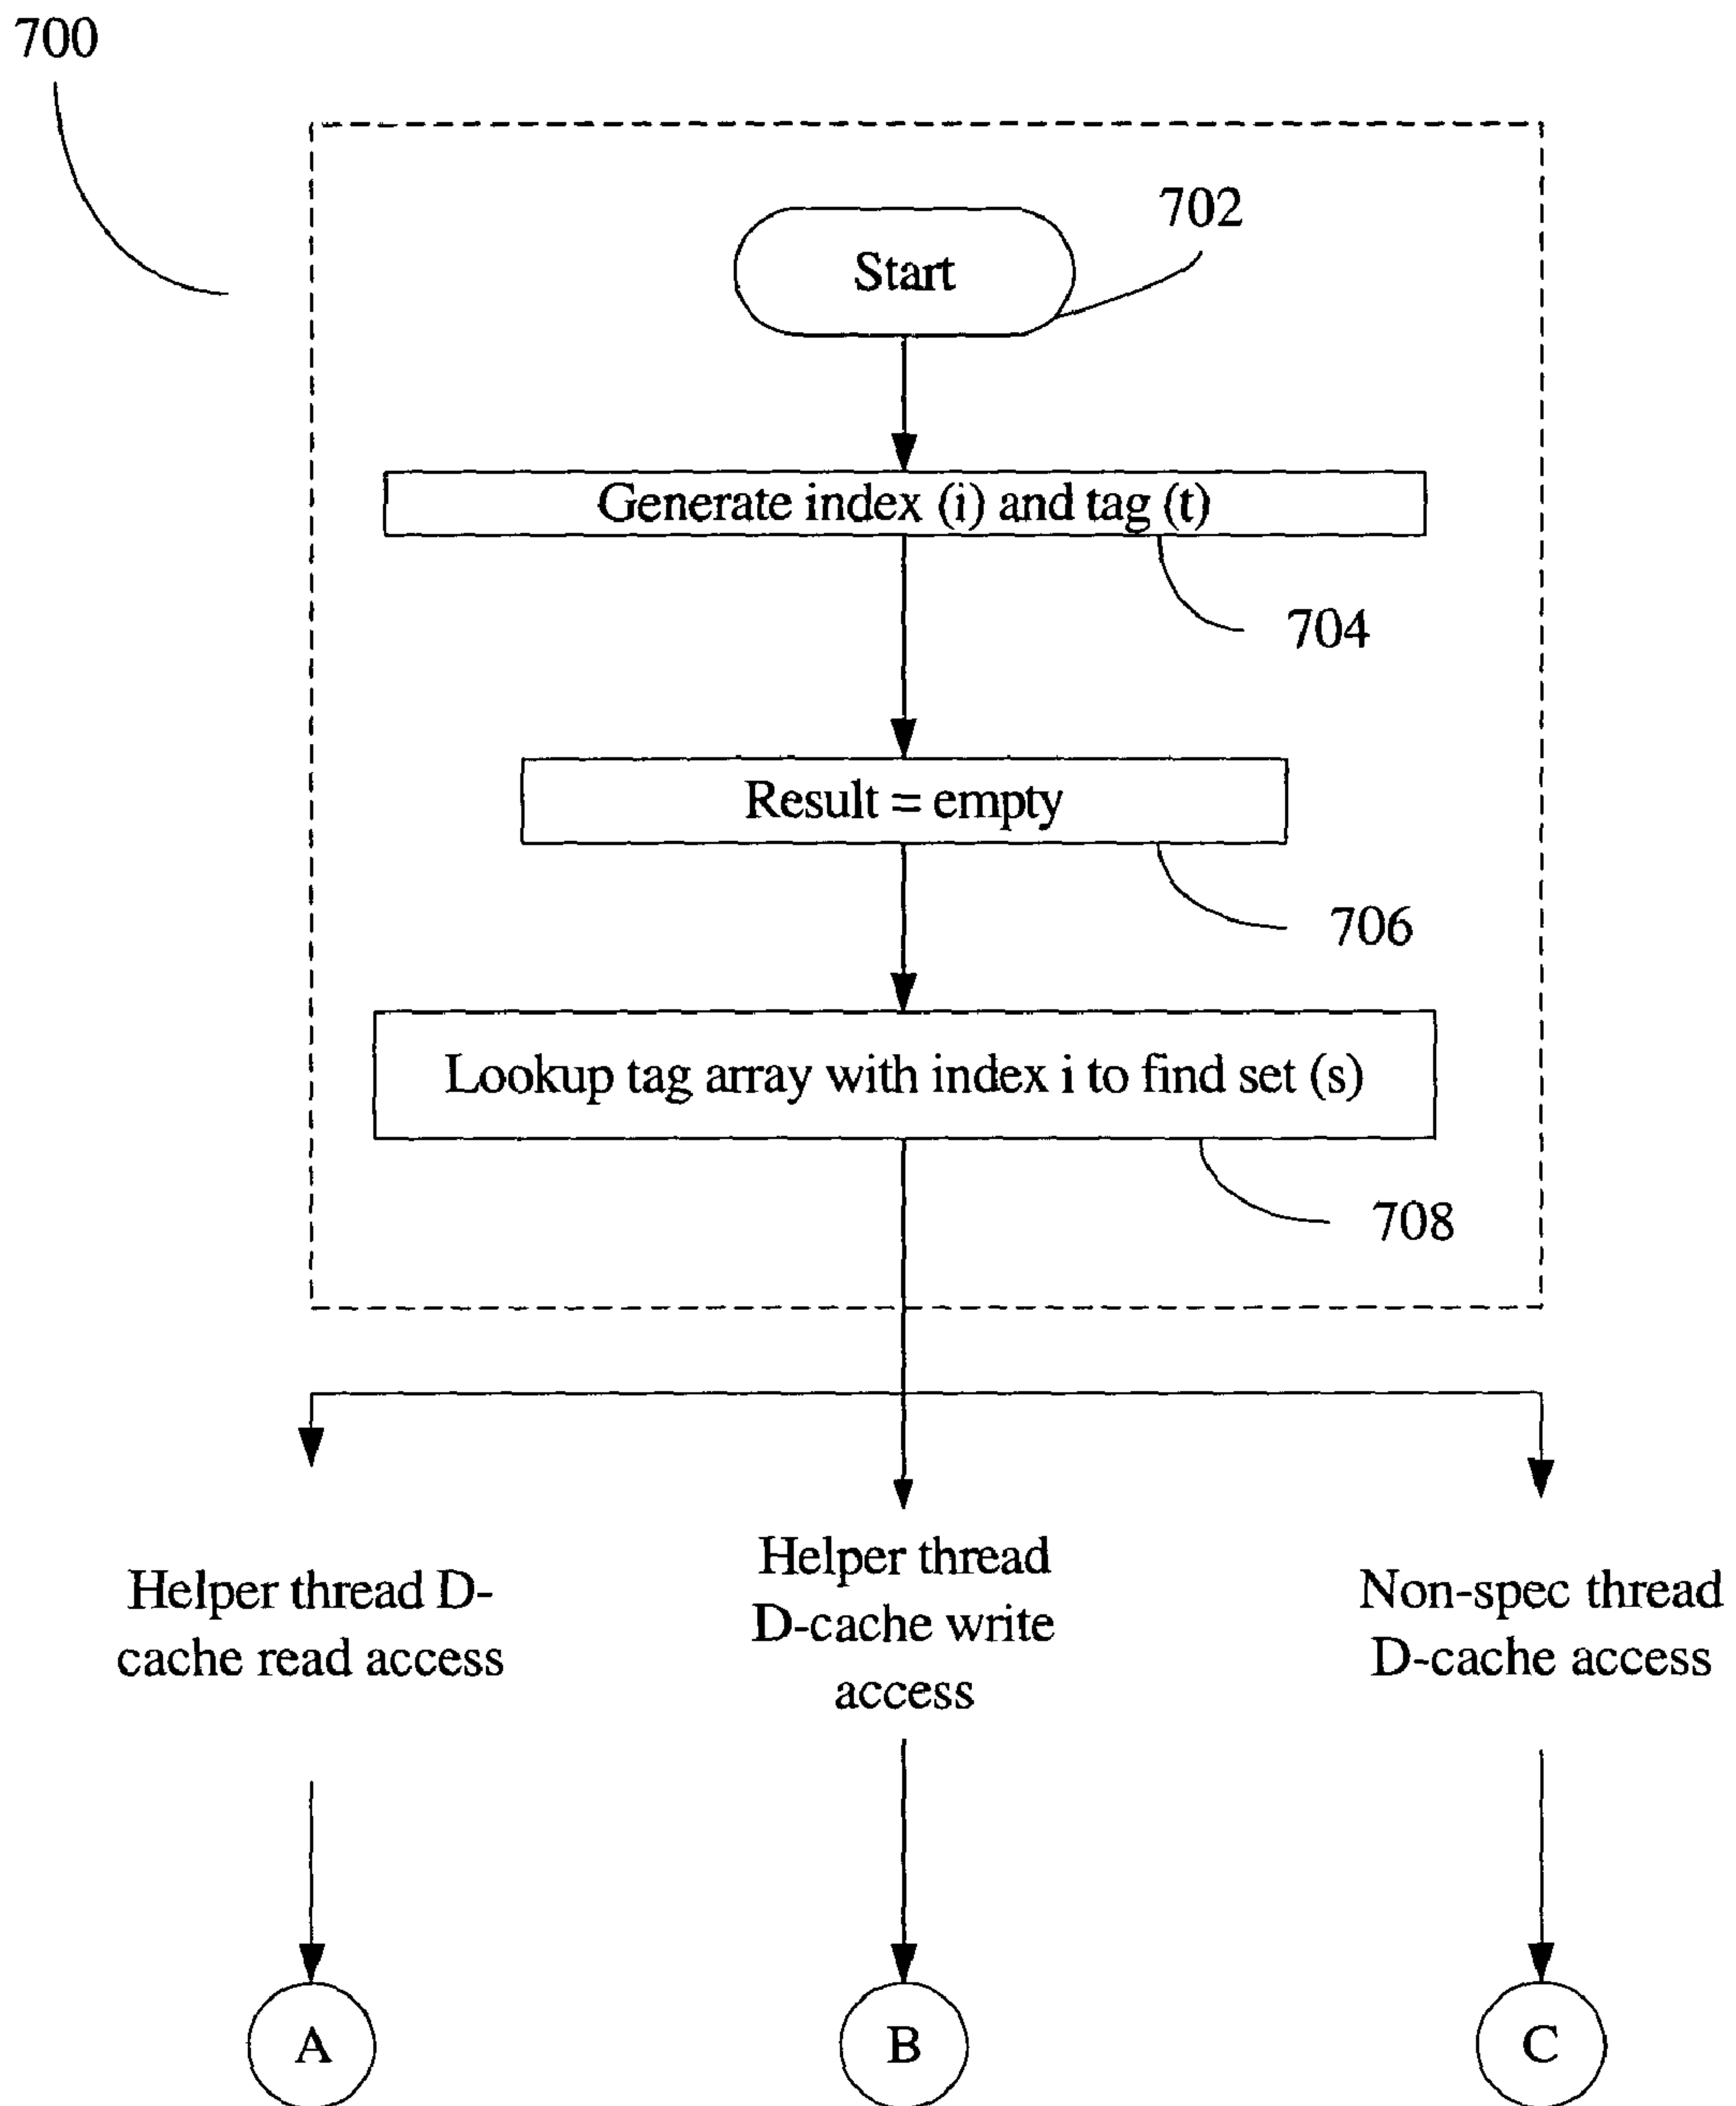 700
702
Start
Generate index (i) and tag (t)
704
Result = empty
706
Lookup tag array with index i to find set (s)
708
Helper thread D-
cache read access
Helper thread
D-cache write
access
Non-spec thread
D-cache access
A
B
C